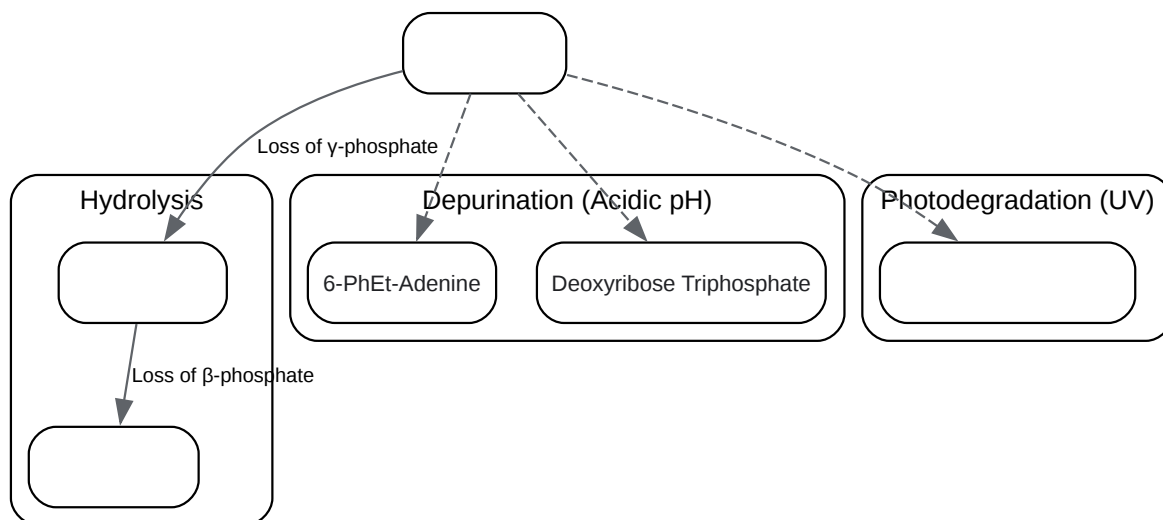 Loss of γ-phosphate
Hydrolysis
Depurination (Acidic pH)
Photodegradation (UV)
6-PhEt-Adenine
Deoxyribose Triphosphate
Loss of β-phosphate